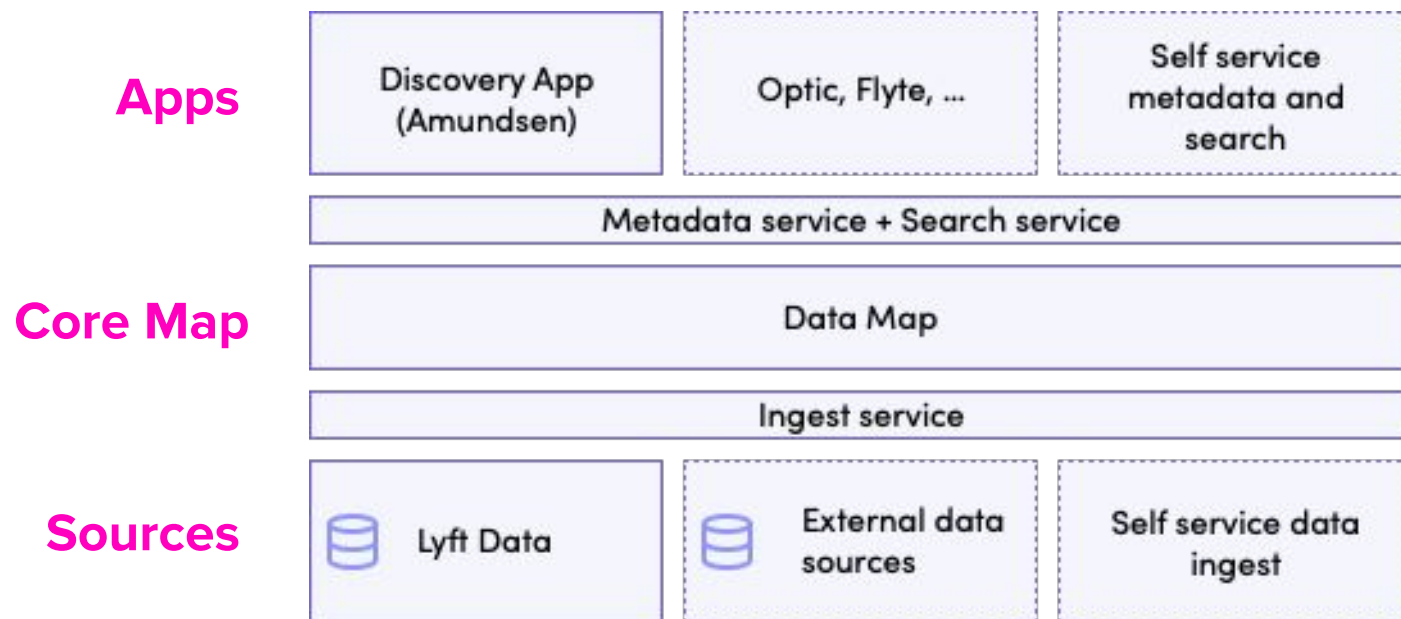 Apps
Discovery App
(Amundsen)
Optic, Flyte, ...
Self service
metadata and
search
Metadata service + Search service
Core Map
Data Map
Ingest service
Sources
Lyft Data
External data
sources
Self service data
ingest